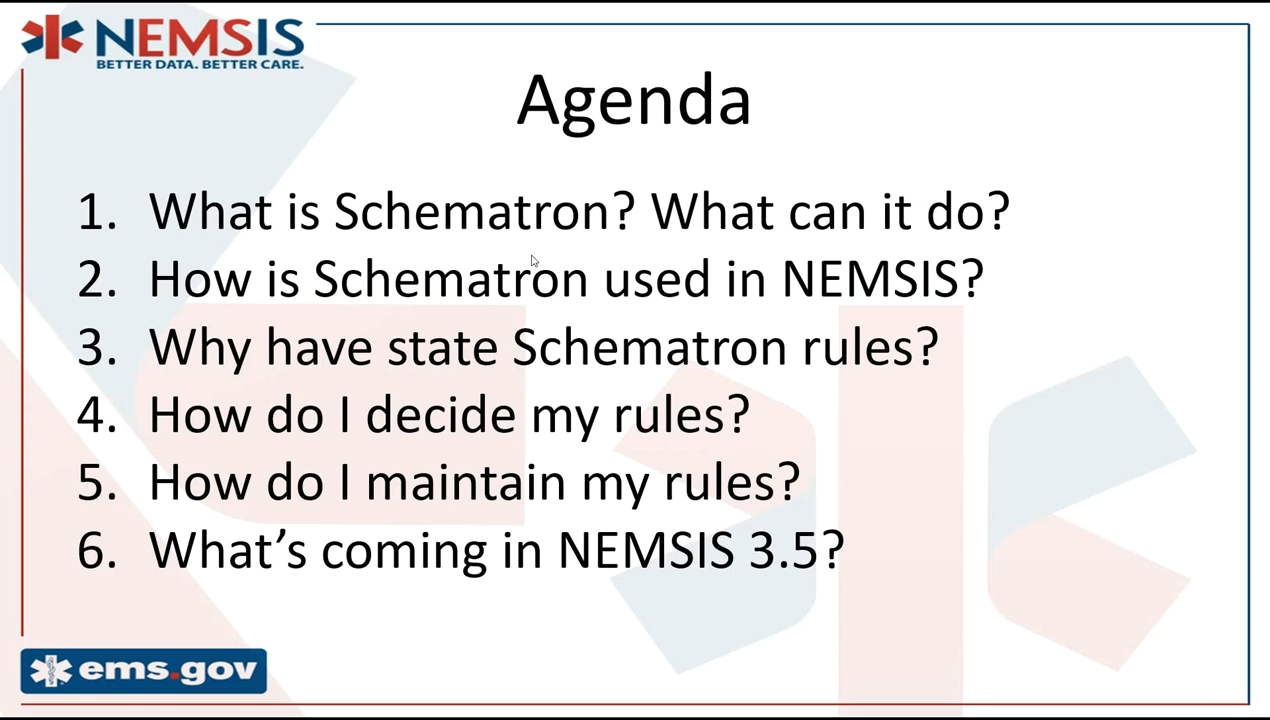 NEMSIS
BETTER DATA. BETTER CARE.
Agenda
1. What is Schematron? What can it do?
2. How is Schematron used in NEMSIS?
3. Why have state Schematron rules?
4. How do I decide my rules?
5. How do I maintain my rules?
6. What’s coming in NEMSIS 3.5?
ems.gov